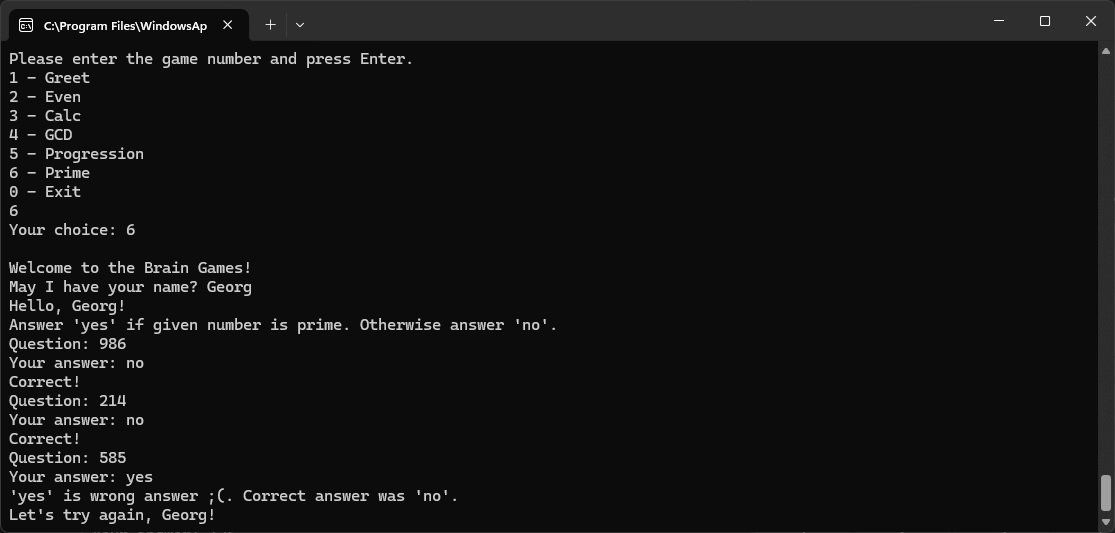 C:\Program Files\WindowsAp
Please enter the game number and press Enter.
1 - Greet
2 - Even
3 - Calc
4 - GCD
5 - Progression
6 - Prime
0 - Exit
6
Your choice: 6
Welcome to the Brain Games!
May I have your name? Georg
Hello, Georg!
Answer 'yes' if given number is prime. Otherwise answer 'no'.
Question: 986
Your answer: no
Correct!
Question: 214
Your answer: no
Correct!
Question: 585
Your answer: yes
'yes' is wrong answer ;(. Correct answer was 'no'.
Let's try again, Georg!